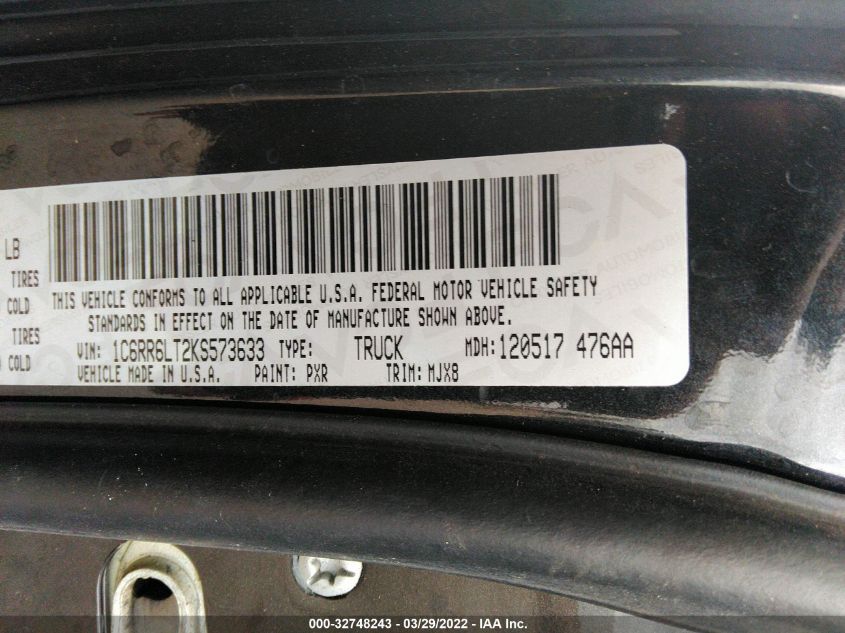 LB
TIRES
COLD
TIRES
COLD
THIS VEHICLE CONFORMS TO ALL APPLICABLE U.S.A. FEDERAL MOTOR VEHICLE SAFETY
STANDARDS IN EFFECT ON THE DATE OF MANUFACTURE SHOWN ABOVE.
VIN: 1C6RR6LT2KS573633 TYPE: TRUCK MDH: 120517 476AA
VEHICLE MADE IN U.S.A. PAINT: PXR TRIM: MJX8
000-32748243 - 03/29/2022 - IAA Inc.